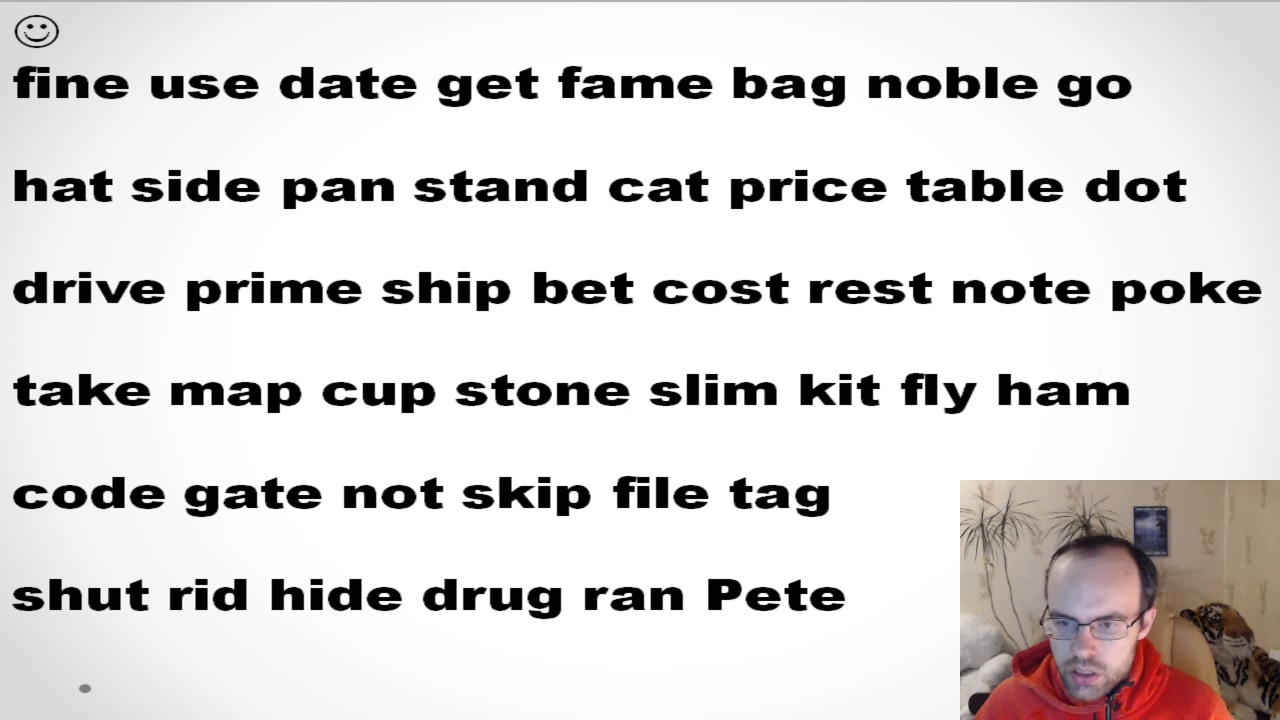 fine use date get fame bag noble go
hat side pan stand cat price table dot
drive prime ship bet cost rest note poke
take map cup stone slim kit fly ham
code gate not skip file tag
shut rid hide drug ran Pete